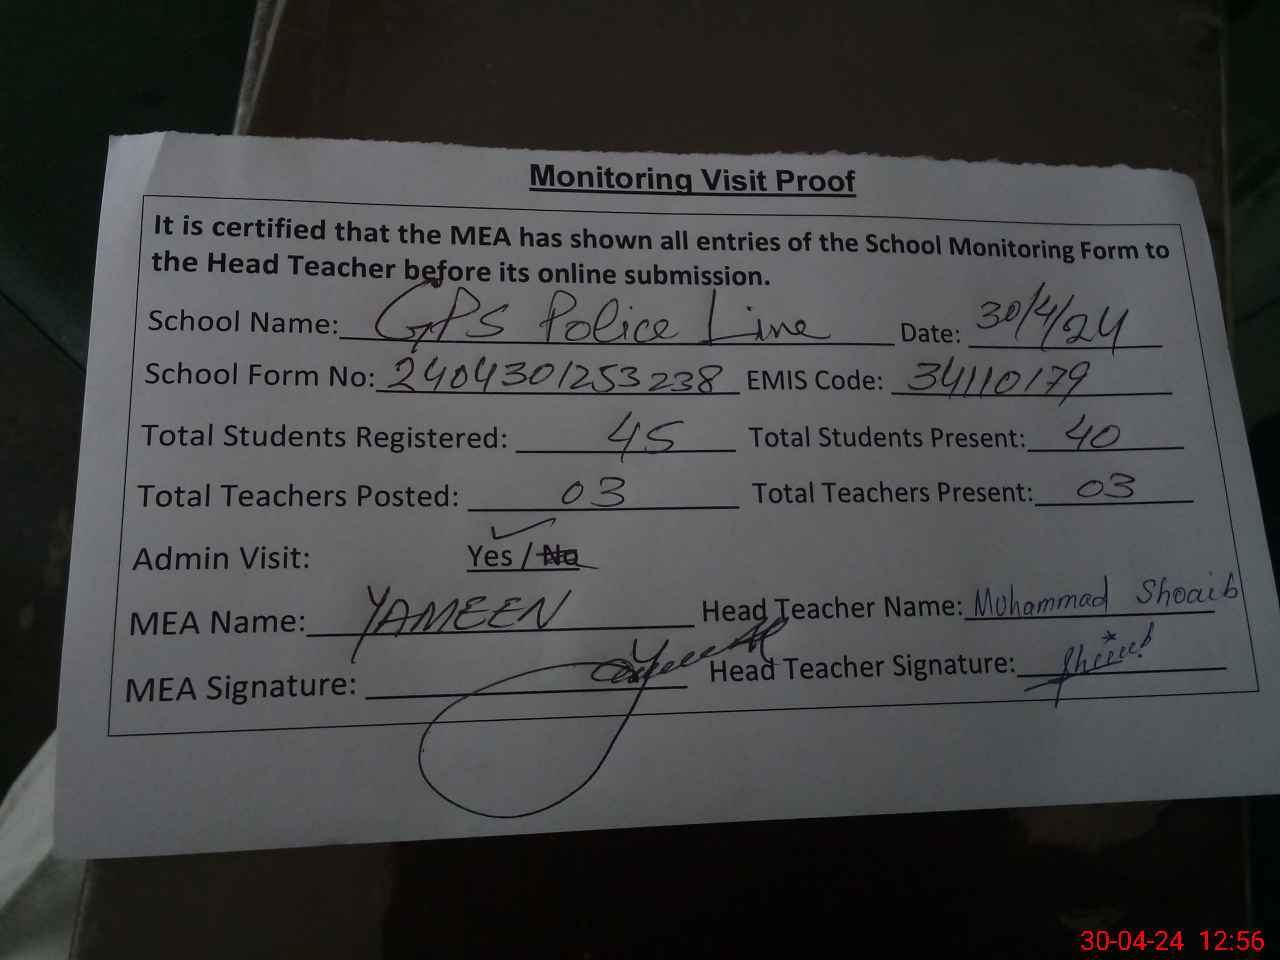 Monitoring Visit Proof
It is certified that the MEA has shown all entries of the School Monitoring Form to
the Head Teacher before its online submission.
School Name: GPS Police Line Date: 30/4/24
School Form No: 2404301253238 EMIS Code: 34110179
Total Students Registered: 45 Total Students Present: 40
Total Teachers Posted: 03 Total Teachers Present: 03
Admin Visit: Yes / No
MEA Name: YAMEEN Head Teacher Name: Muhammad Shoaib
MEA Signature: Head Teacher Signature:
30-04-24 12:56